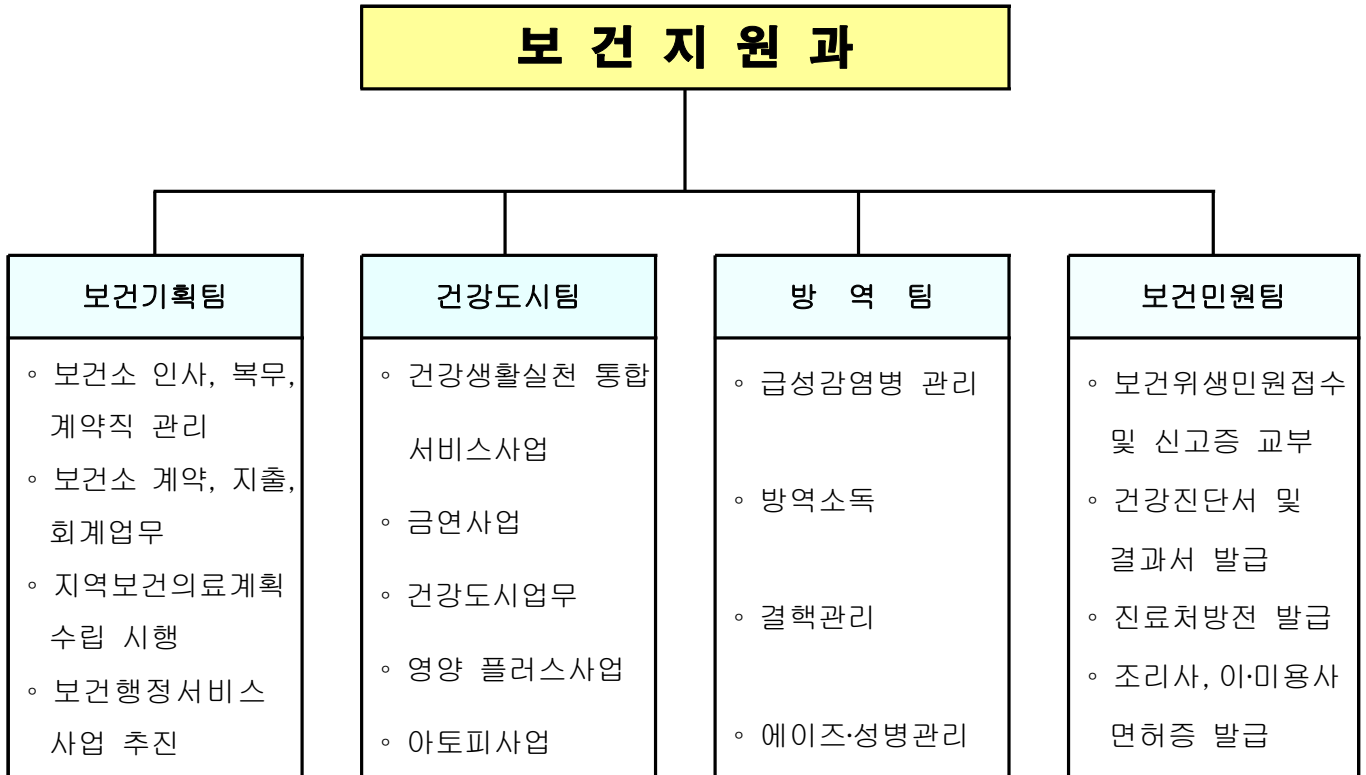 보 건 지 원 과
보건기획팀
◦ 보건소 인사, 복무,
계약직 관리
◦ 보건소 계약, 지출,
회계업무
◦ 지역보건의료계획
수립 시행
◦ 보건행정서비스
사업 추진
건강도시팀
◦ 건강생활실천 통합
서비스사업
◦ 금연사업
◦ 건강도시업무
◦ 영양 플러스사업
◦ 아토피사업
방 역 팀
◦ 급성감염병 관리
◦ 방역소독
◦ 결핵관리
◦ 에이즈·성병관리
보건민원팀
◦ 보건위생민원접수
및 신고증 교부
◦ 건강진단서 및
결과서 발급
◦ 진료처방전 발급
◦ 조리사, 이·미용사
면허증 발급